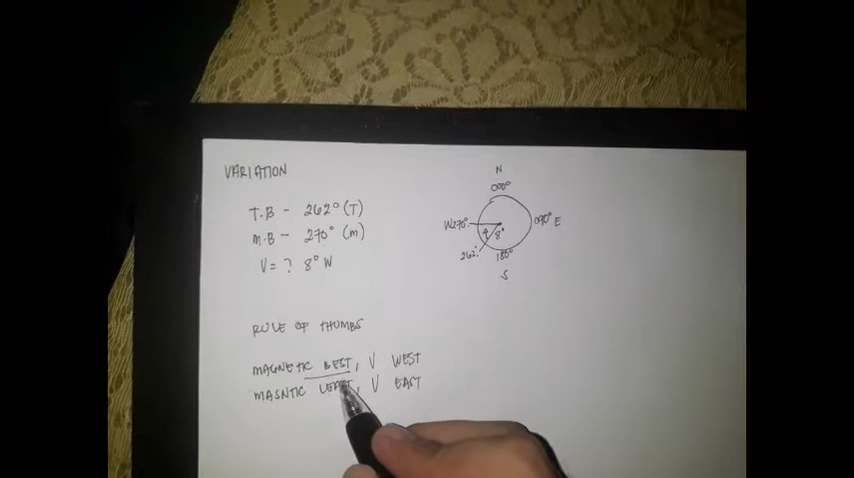 VARIATION
T.B - 262° (T)
M.B - 270° (m)
V = ? 8° W
N
000°
W270°
090° E
8°
262°
180°
S
RULE OF THUMBS
MAGNETIC BEST, V WEST
MAGNTIC LEAST, V EAST